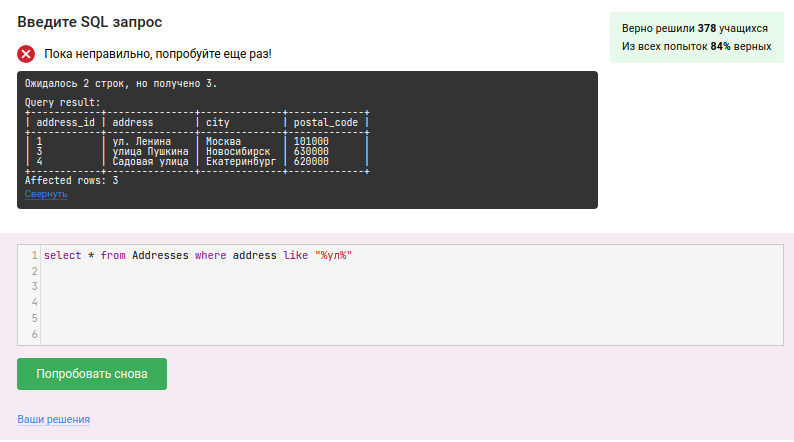 Введите SQL запрос
Верно решили 378 учащихся
Из всех попыток 84% верных
Пока неправильно, попробуйте еще раз!
Ожидалось 2 строк, но получено 3.
Query result:
+------------+---------------+--------------+-------------+
| address_id | address | city | postal_code |
+------------+---------------+--------------+-------------+
| 1 | ул. Ленина | Москва | 101000 |
| 3 | улица Пушкина | Новосибирск | 630000 |
| 4 | Садовая улица | Екатеринбург | 620000 |
+------------+---------------+--------------+-------------+
Affected rows: 3
Свернуть
1 select * from Addresses where address like "%ул%"
2
3
4
5
6
Попробовать снова
Ваши решения